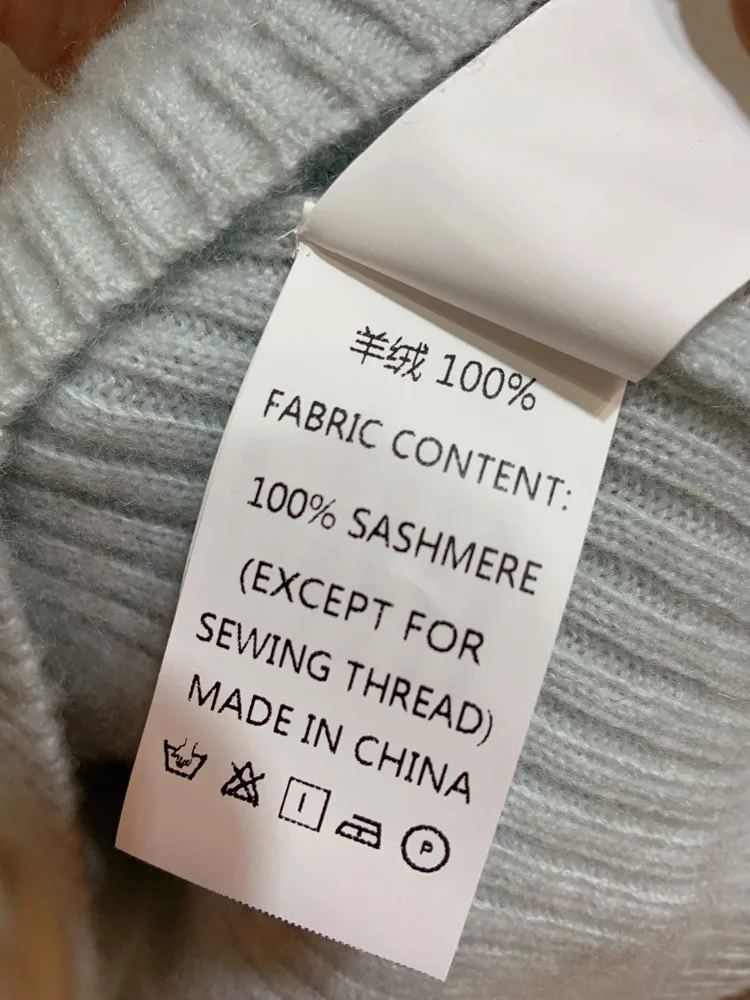 羊绒 100%
FABRIC CONTENT:
100% SASHMERE
(EXCEPT FOR
SEWING THREAD)
MADE IN CHINA
P